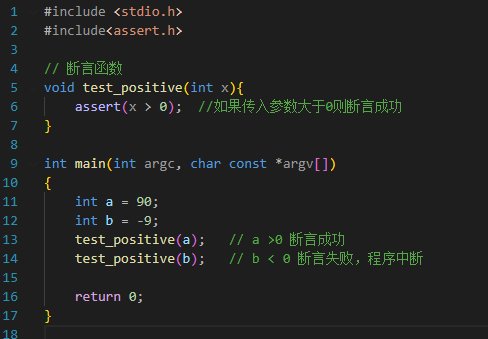 1 #include <stdio.h>
2 #include<assert.h>
3
4 // 断言函数
5 void test_positive(int x){
6     assert(x > 0);  //如果传入参数大于0则断言成功
7 }
8
9 int main(int argc, char const *argv[])
10 {
11     int a = 90;
12     int b = -9;
13     test_positive(a);   // a >0 断言成功
14     test_positive(b);   // b < 0 断言失败，程序中断
15
16     return 0;
17 }
18